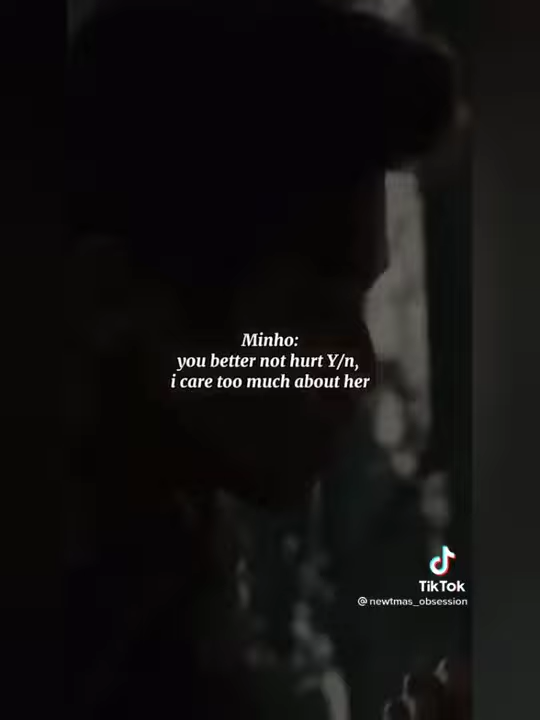 Minho:
you better not hurt Y/n,
i care too much about her
TikTok
@newtmas_obsession